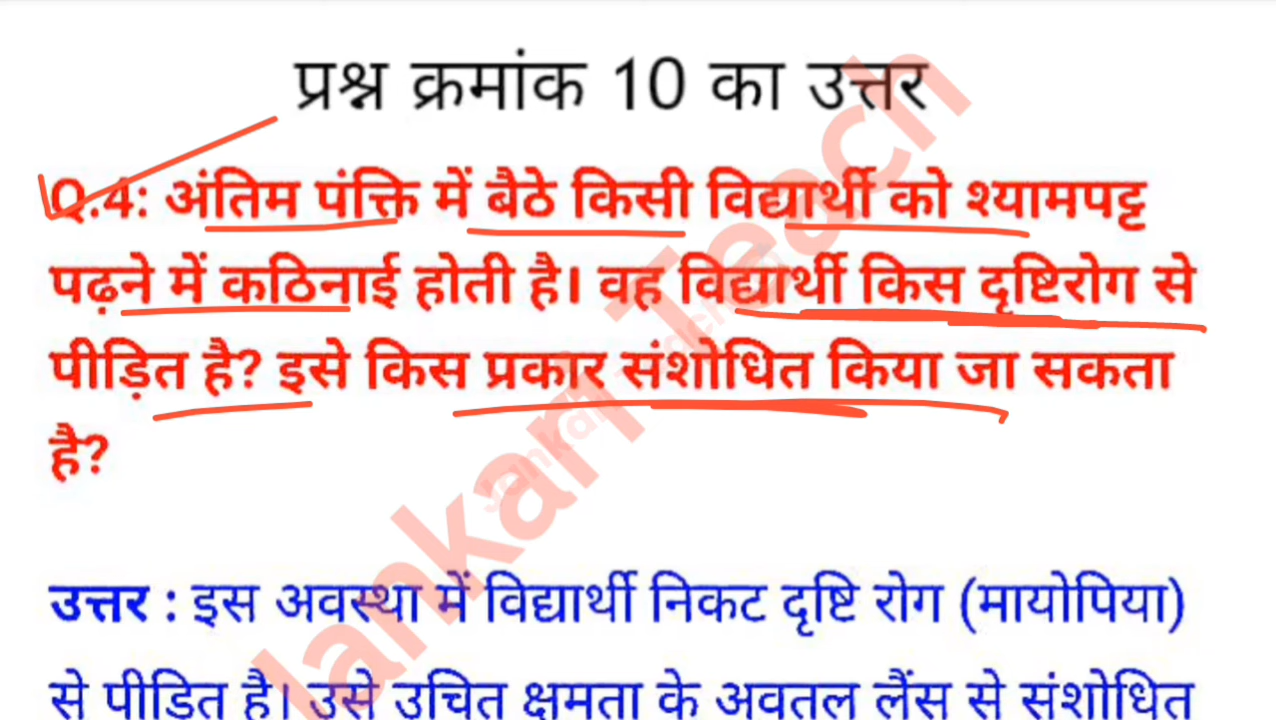 प्रश्न क्रमांक 10 का उत्तर
Q.4: अंतिम पंक्ति में बैठे किसी विद्यार्थी को श्यामपट्ट
पढ़ने में कठिनाई होती है। वह विद्यार्थी किस दृष्टिरोग से
पीड़ित है? इसे किस प्रकार संशोधित किया जा सकता
है?
उत्तर : इस अवस्था में विद्यार्थी निकट दृष्टि रोग (मायोपिया)
से पीड़ित है। उसे उचित क्षमता के अवतल लैंस से संशोधित